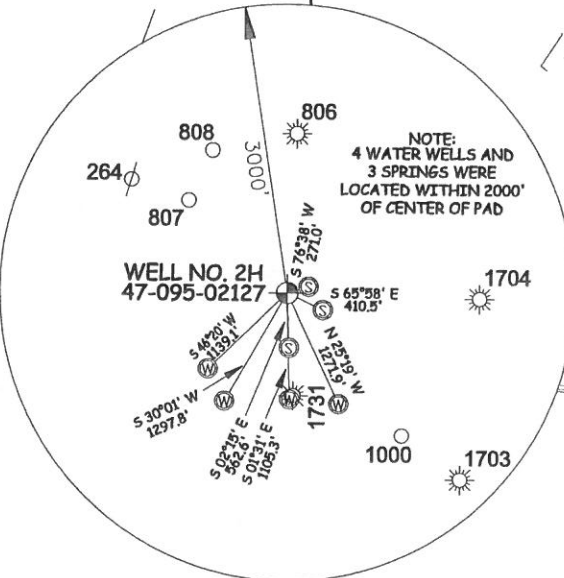 806
808
NOTE:
4 WATER WELLS AND
3 SPRINGS WERE
LOCATED WITHIN 2000'
OF CENTER OF PAD
264
3000'
807
S 76°38' W
271.0'
WELL NO. 2H
47-095-02127
1704
S 65°58' E
410.5'
S 46°20' W
1139.1'
N 25°19' W
1271.9'
S
S
S
W
W
W
W
S 30°01' W
1297.8'
S 02°15' E
562.6'
S 01°31' E
1105.3'
1731
1000
1703